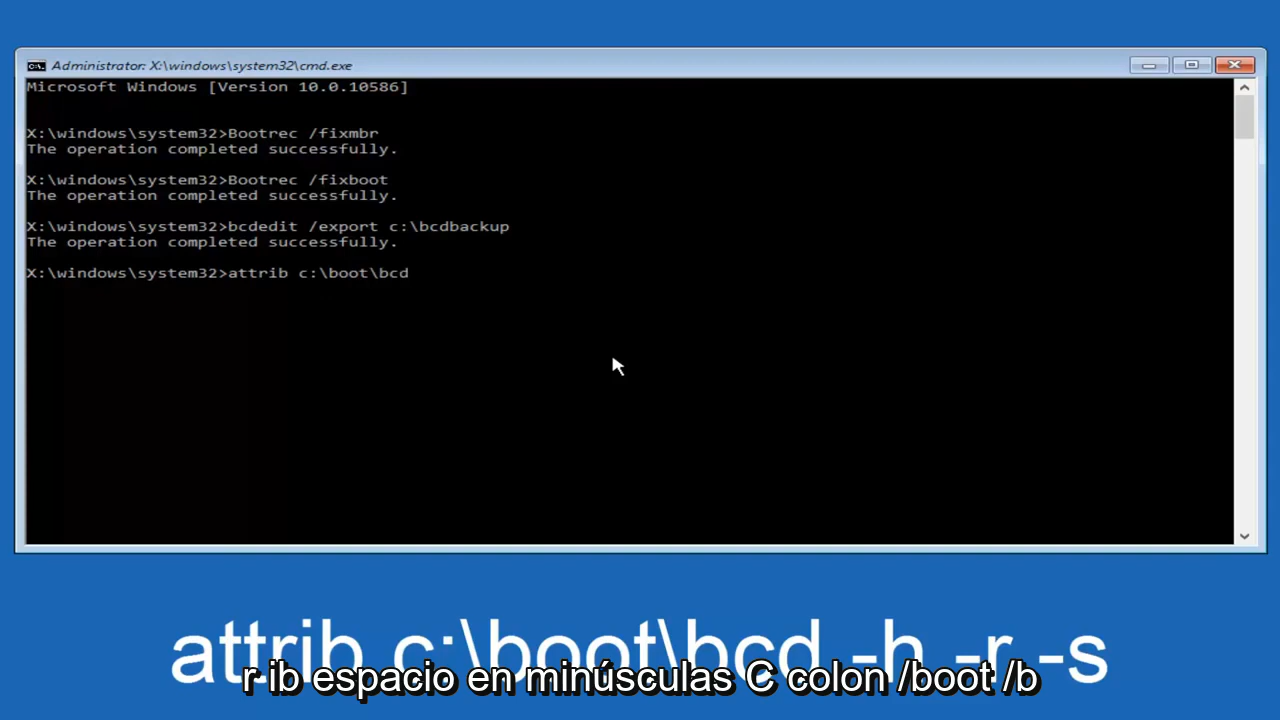 Administrator: X:\windows\system32\cmd.exe
Microsoft Windows [Version 10.0.10586]
X:\windows\system32>Bootrec /fixmbr
The operation completed successfully.
X:\windows\system32>Bootrec /fixboot
The operation completed successfully.
X:\windows\system32>bcdedit /export c:\bcdbackup
The operation completed successfully.
X:\windows\system32>attrib c:\boot\bcd
attrib c:\boot\bcd -h -r -s
r ib espacio en minúsculas C colon /boot /b